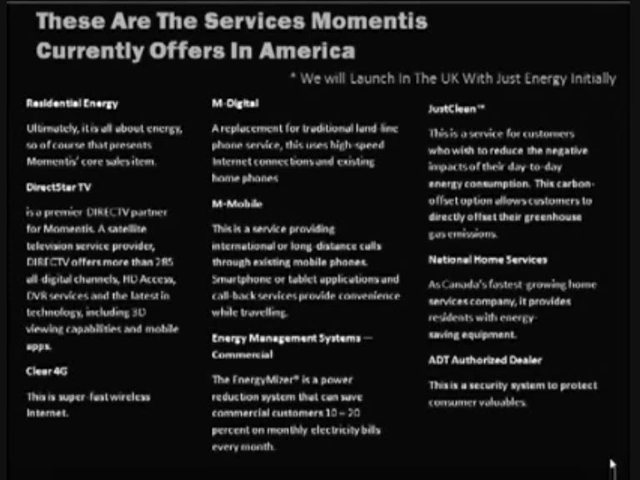 These Are The Services Momentis
Currently Offers In America
* We will Launch In The UK With Just Energy Initially
Residential Energy
Ultimately, it is all about energy,
so of course that presents
Momentis' core sales item.
DirectStar TV
is a premier DIRECTV partner
for Momentis. A satellite
television service provider,
DIRECTV offers more than 285
all-digital channels, HD Access,
DVR services and the latest in
technology, including 3D
viewing capabilities and mobile
apps.
Clear 4G
This is super-fast wireless
Internet.
M-Digital
A replacement for traditional land-line
phone service, this uses high-speed
Internet connections and existing
home phones
M-Mobile
This is a service providing
international or long-distance calls
through existing mobile phones.
Smartphone or tablet applications and
call-back services provide convenience
while travelling.
Energy Management Systems —
Commercial
The EnergyMizer® is a power
reduction system that can save
commercial customers 10 – 20
percent on monthly electricity bills
every month.
JustClean™
This is a service for customers
who wish to reduce the negative
impacts of their day-to-day
energy consumption. This carbon-
offset option allows customers to
directly offset their greenhouse
gas emissions.
National Home Services
As Canada's fastest-growing home
services company, it provides
residents with energy-
saving equipment.
ADT Authorized Dealer
This is a security system to protect
consumer valuables.